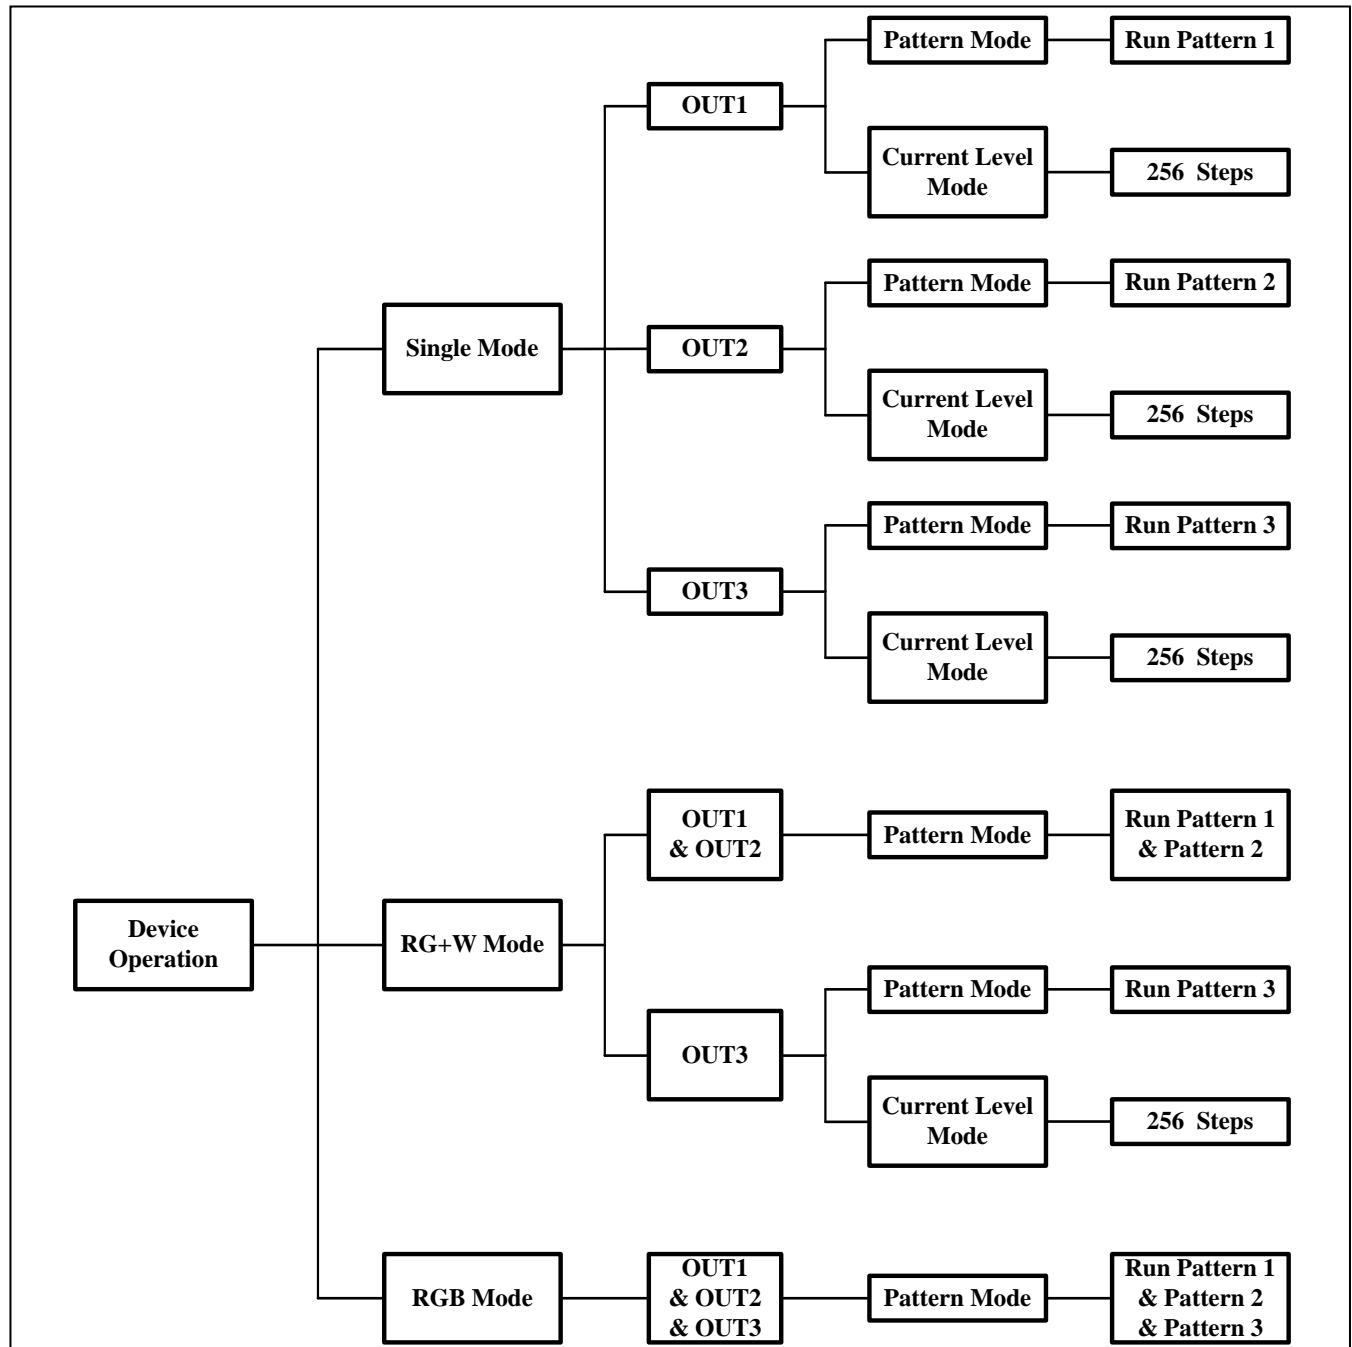 Pattern Mode
Run Pattern 1
OUT1
Current Level
Mode
256 Steps
Pattern Mode
Run Pattern 2
Single Mode
OUT2
Current Level
Mode
256 Steps
Pattern Mode
Run Pattern 3
OUT3
Current Level
Mode
256 Steps
OUT1
& OUT2
Pattern Mode
Run Pattern 1
& Pattern 2
Device
Operation
RG+W Mode
Pattern Mode
Run Pattern 3
OUT3
Current Level
Mode
256 Steps
RGB Mode
OUT1
& OUT2
& OUT3
Pattern Mode
Run Pattern 1
& Pattern 2
& Pattern 3